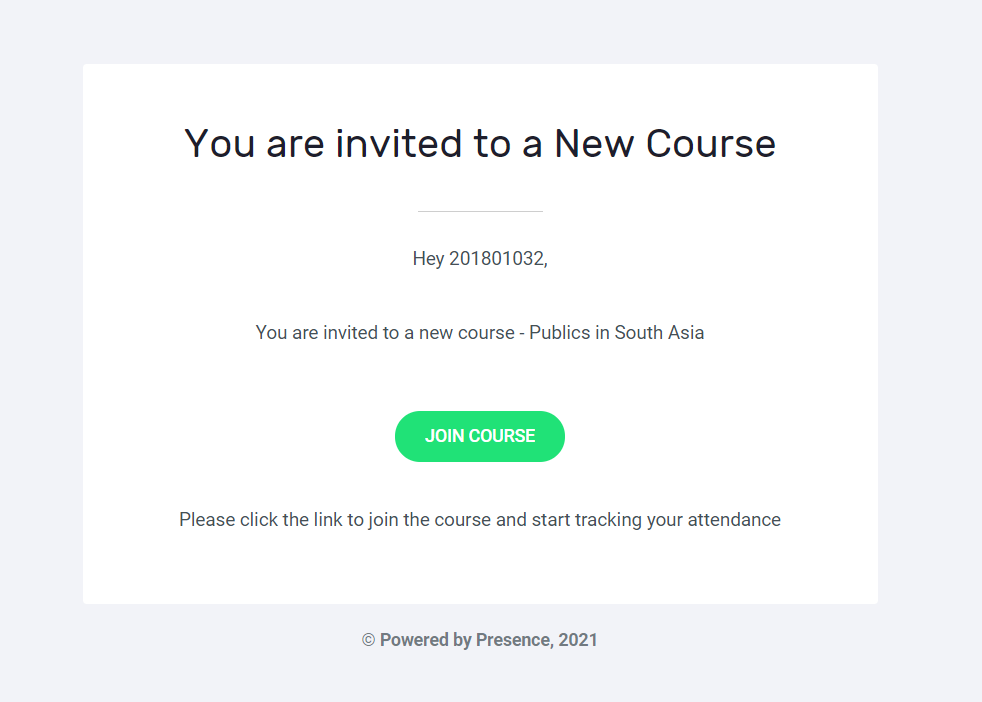 You are invited to a New Course
Hey 201801032,
You are invited to a new course - Publics in South Asia
JOIN COURSE
Please click the link to join the course and start tracking your attendance
© Powered by Presence, 2021